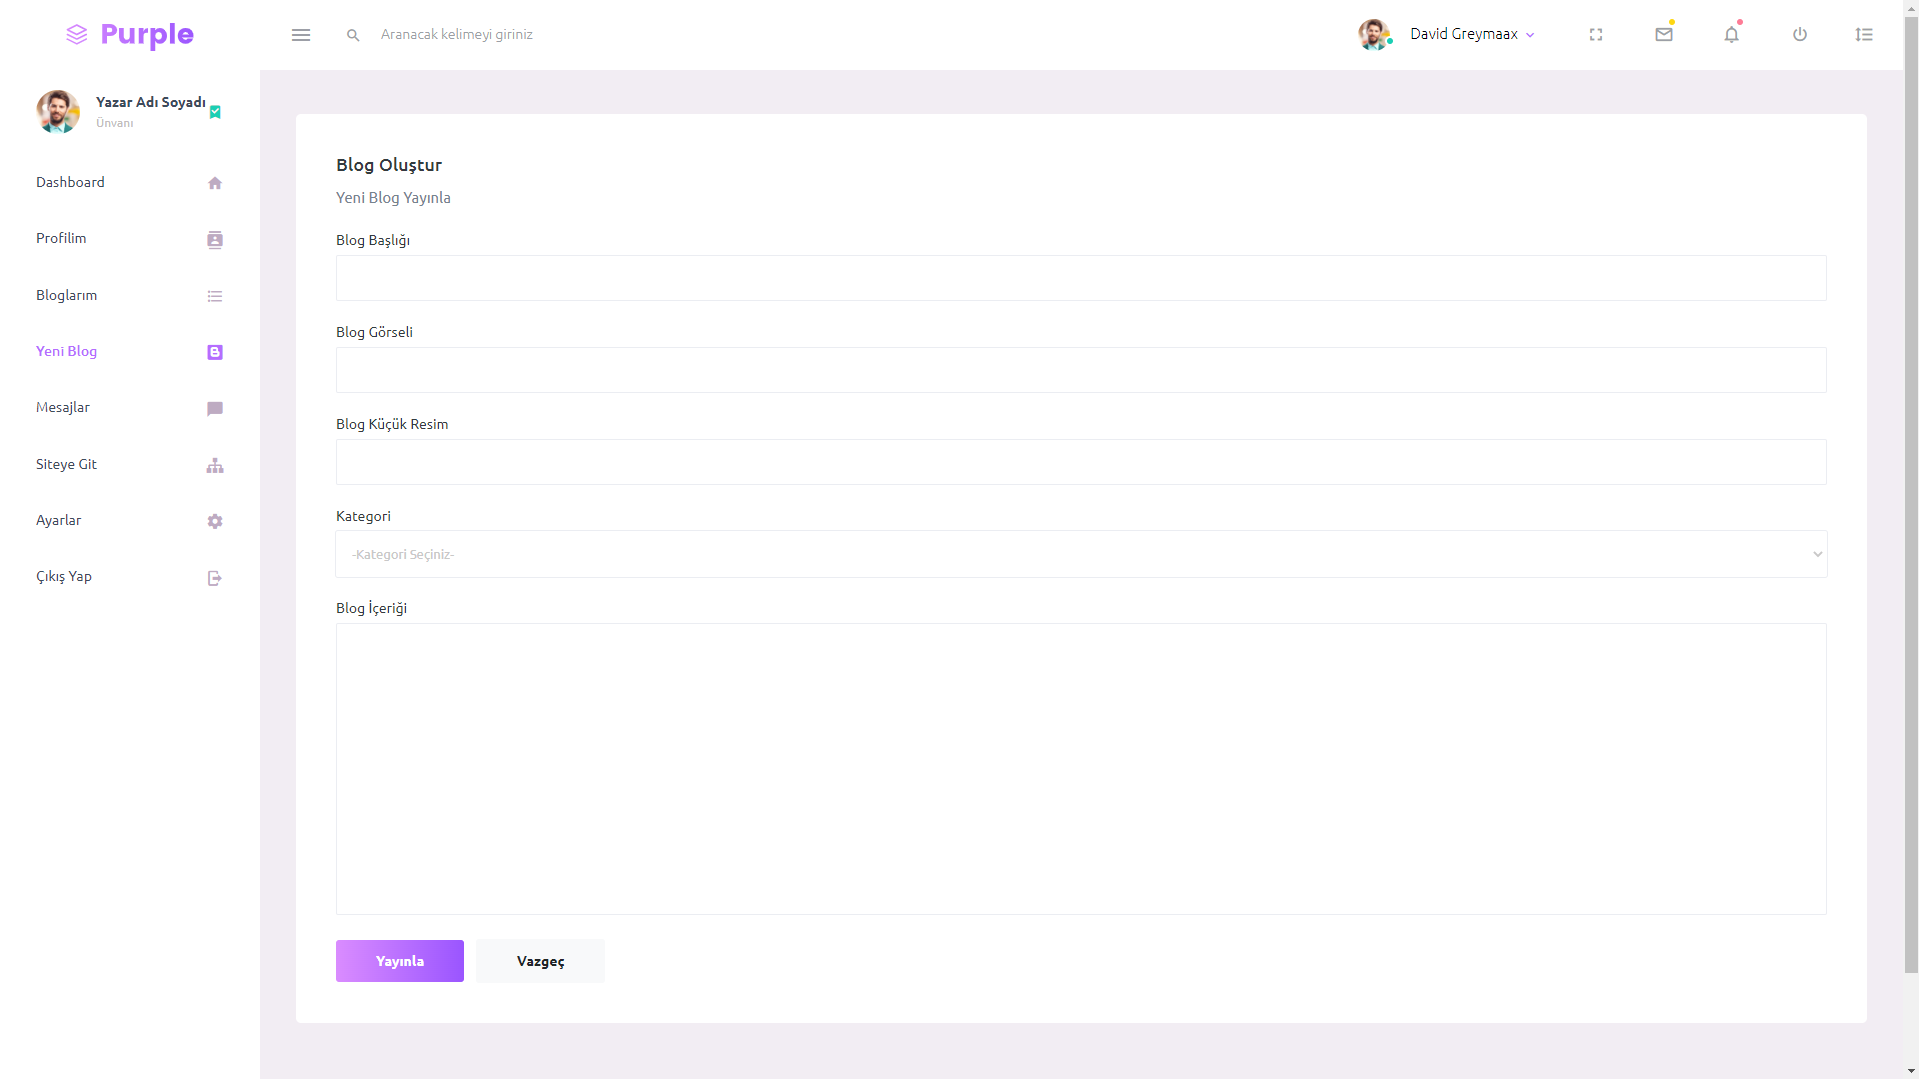 Purple
Aranacak kelimeyi giriniz
David Greymaax
Yazar Adı Soyadı
Ünvanı
Dashboard
Profilim
Bloglarım
Yeni Blog
Mesajlar
Siteye Git
Ayarlar
Çıkış Yap
Blog Oluştur
Yeni Blog Yayınla
Blog Başlığı
Blog Görseli
Blog Küçük Resim
Kategori
-Kategori Seçiniz-
Blog İçeriği
Yayınla
Vazgeç